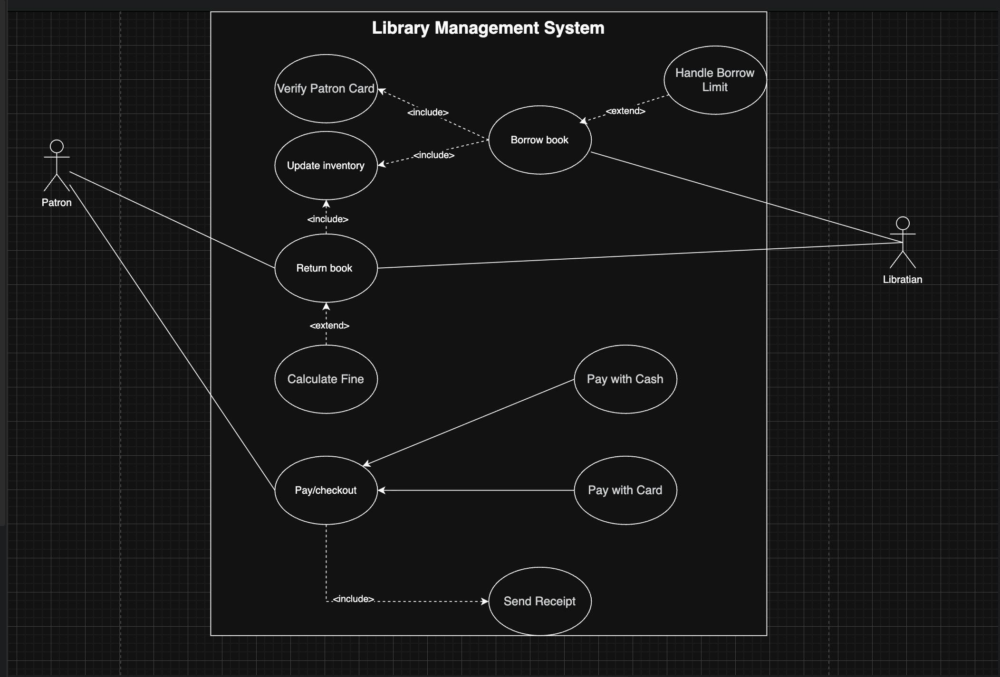 Library Management System
Handle Borrow
Limit
Verify Patron Card
<include>
<extend>
Borrow book
<include>
Update inventory
Patron
<include>
Return book
Libratian
<extend>
Calculate Fine
Pay with Cash
Pay/checkout
Pay with Card
<include>
Send Receipt